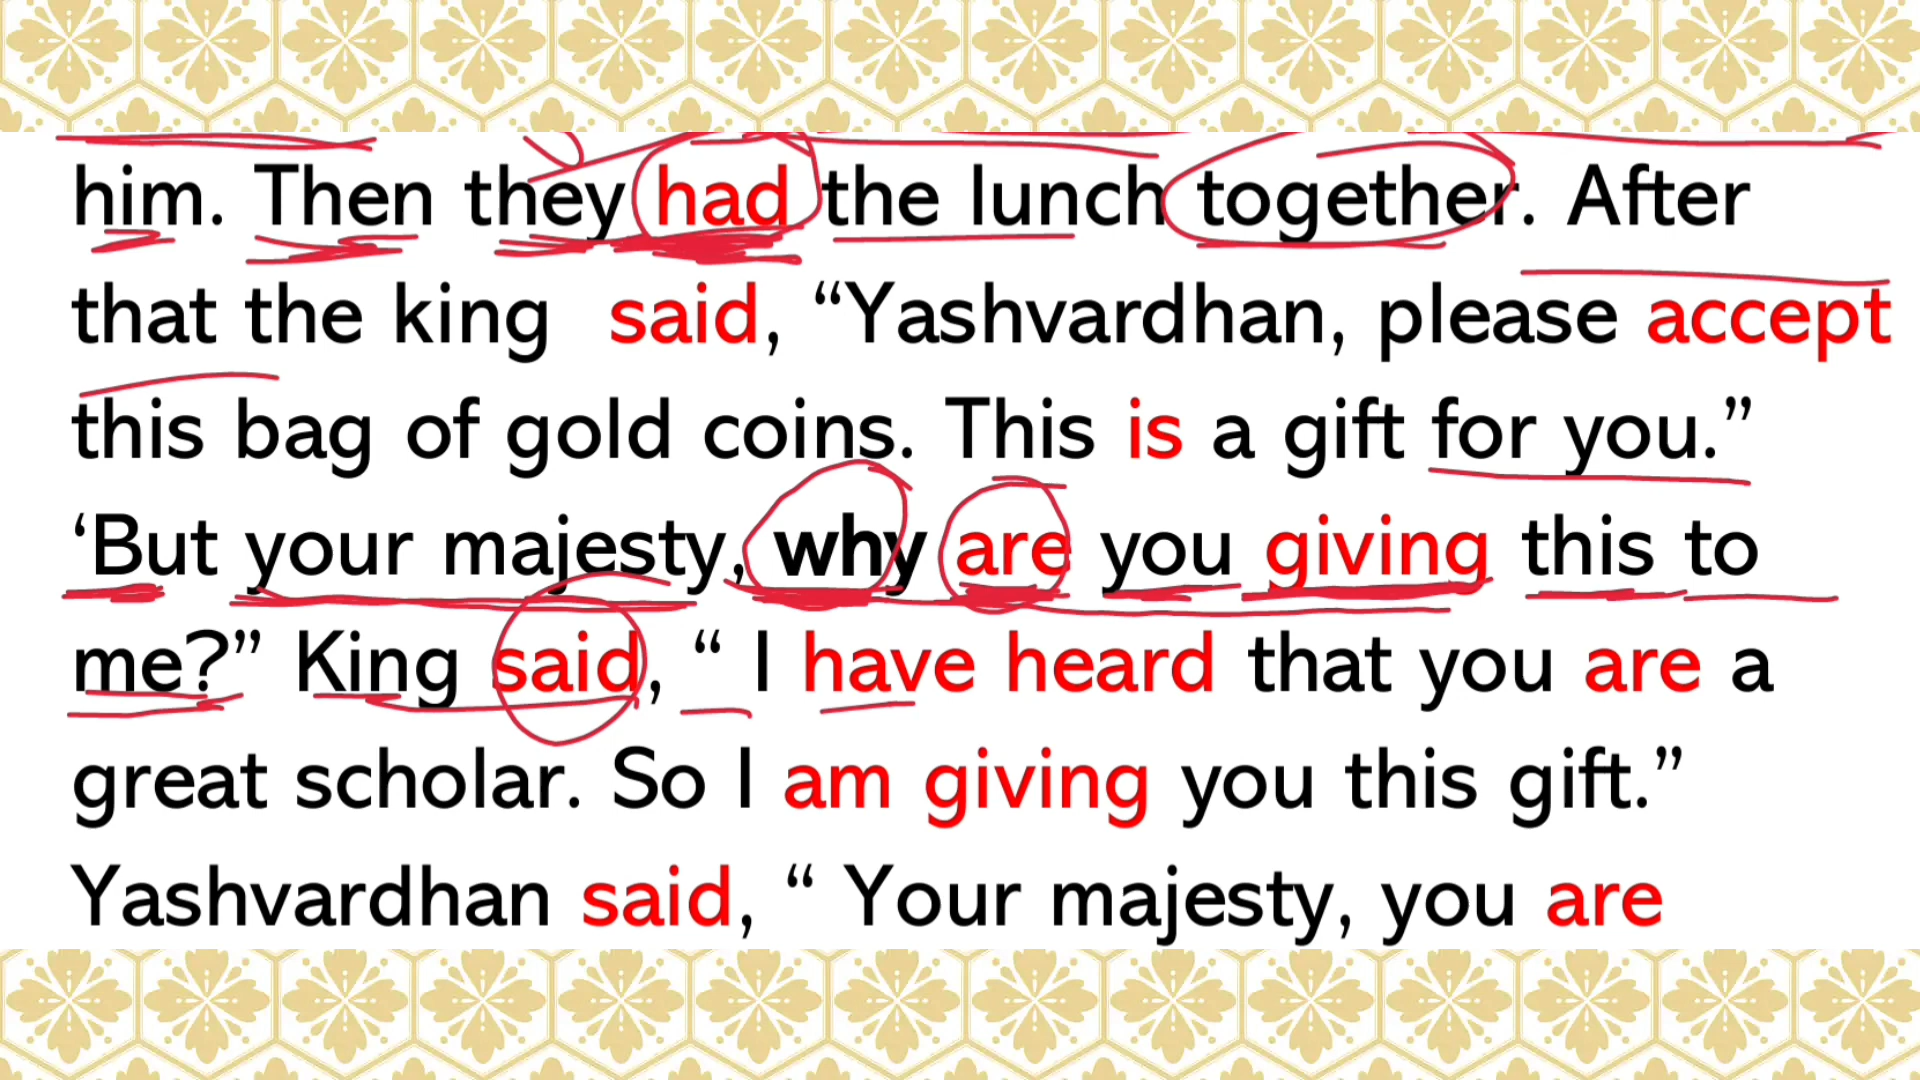 him. Then they had the lunch together. After
that the king said, “Yashvardhan, please accept
this bag of gold coins. This is a gift for you.”
‘But your majesty, why are you giving this to
me?” King said, “ I have heard that you are a
great scholar. So I am giving you this gift.”
Yashvardhan said, “ Your majesty, you are